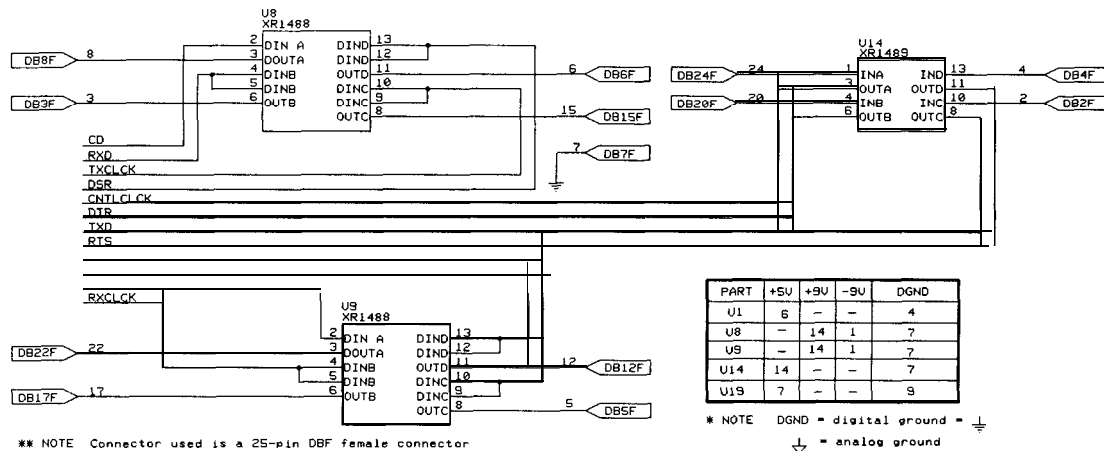 U8
XR1488
DB8F 8 2 DIN A DIND 13
3 DOUTA DIND 12
4 DINB OUTD 11 6 DB6F
5 DINB DINC 10
DB3F 3 6 OUTB DINC 9
OUTC 8 15 DB15F
7 DB7F
U14
XR1489
DB24F 24 1 INA IND 13 4 DB4F
3 OUTA OUTD 11
DB20F 20 4 INB INC 10 2 DB2F
6 OUTB OUTC 8
CD
RXD
TXCLCK
DSR
CNTLCLCK
DTR
TXD
RTS
RXCLCK
U9
XR1488
2 DIN A DIND 13
DB22F 22 3 DOUTA DIND 12
4 DINB OUTD 11 12 DB12F
5 DINB DINC 10
DB17F 17 6 OUTB DINC 9
OUTC 8 5 DB5F
PART +5V +9V -9V DGND
U1 6 - - 4
U8 - 14 1 7
U9 - 14 1 7
U14 14 - - 7
U19 7 - - 9
* NOTE DGND = digital ground =
= analog ground
** NOTE Connector used is a 25-pin DBF female connector